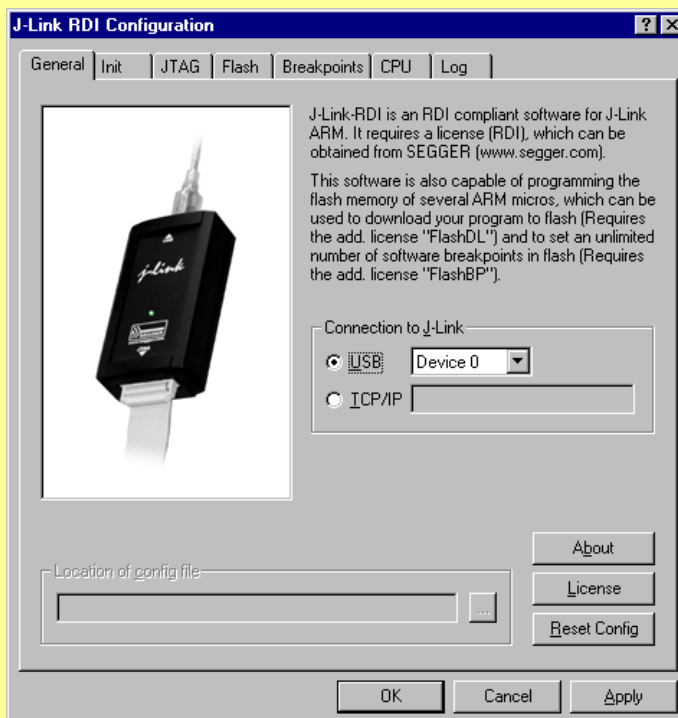 J-Link RDI Configuration
General Init JTAG Flash Breakpoints CPU Log
J-Link-RDI is an RDI compliant software for J-Link
ARM. It requires a license (RDI), which can be
obtained from SEGGER (www.segger.com).
This software is also capable of programming the
flash memory of several ARM micros, which can be
used to download your program to flash (Requires
the add. license "FlashDL") and to set an unlimited
number of software breakpoints in flash (Requires
the add. license "FlashBP").
j-link
JTAG
Connection to J-Link
USB Device 0
TCP/IP
About
Location of config file
License
...
Reset Config
OK Cancel Apply